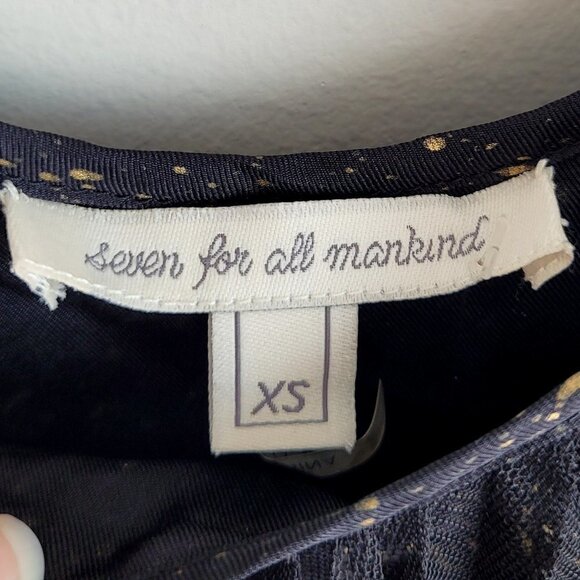 seven for all mankind
XS